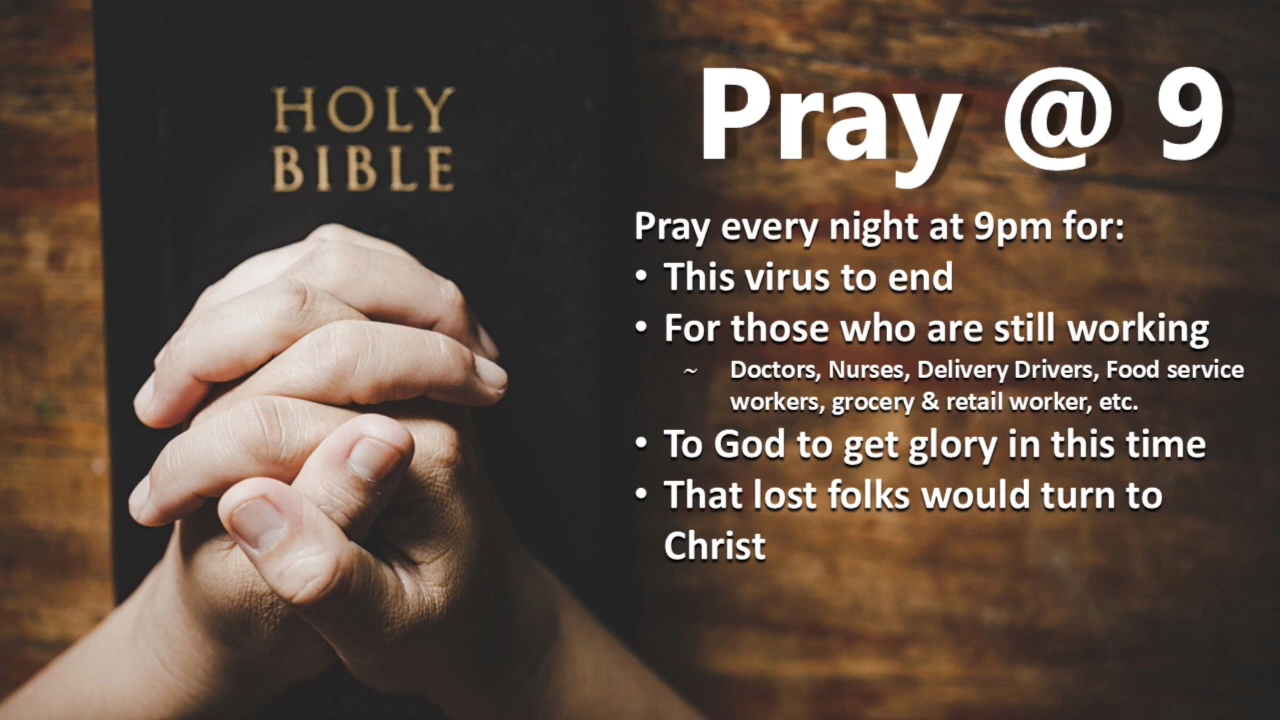 HOLY
BIBLE
Pray @ 9
Pray every night at 9pm for:
• This virus to end
• For those who are still working
~ Doctors, Nurses, Delivery Drivers, Food service
workers, grocery & retail worker, etc.
• To God to get glory in this time
• That lost folks would turn to
Christ